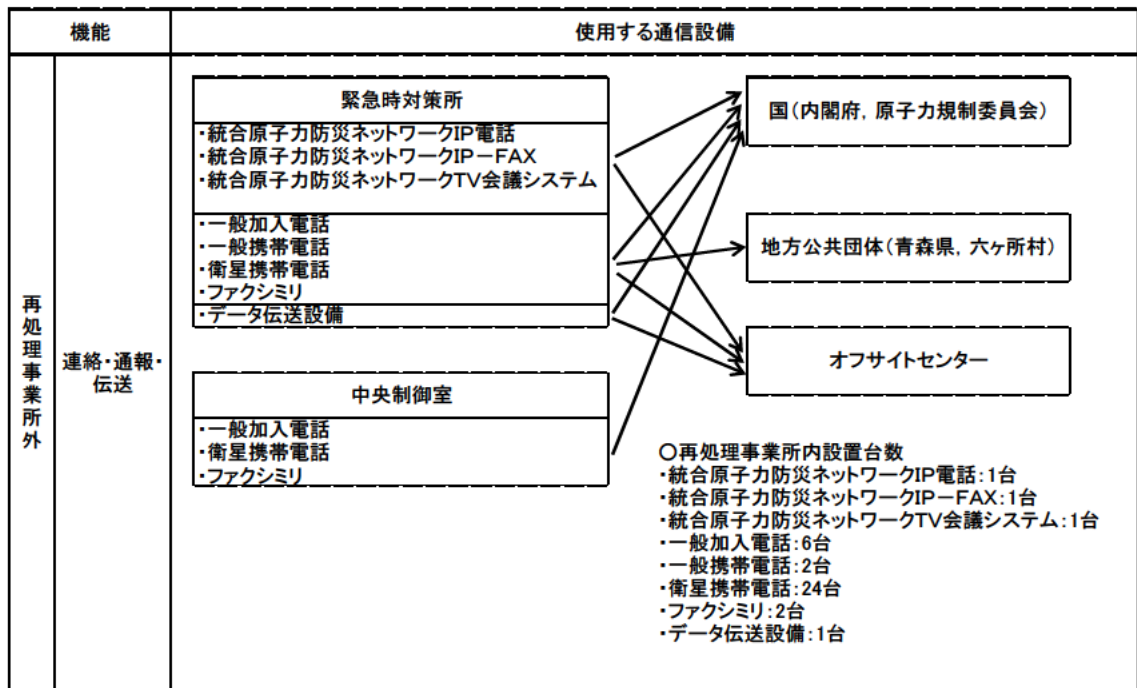 機能
使用する通信設備
再処理事業所外
連絡・通報・
伝送
緊急時対策所
・統合原子力防災ネットワークIP電話
・統合原子力防災ネットワークIP－FAX
・統合原子力防災ネットワークTV会議システム
・一般加入電話
・一般携帯電話
・衛星携帯電話
・ファクシミリ
・データ伝送設備
中央制御室
・一般加入電話
・衛星携帯電話
・ファクシミリ
国(内閣府，原子力規制委員会)
地方公共団体(青森県，六ヶ所村)
オフサイトセンター
○再処理事業所内設置台数
・統合原子力防災ネットワークIP電話：1台
・統合原子力防災ネットワークIP－FAX：1台
・統合原子力防災ネットワークTV会議システム：1台
・一般加入電話：6台
・一般携帯電話：2台
・衛星携帯電話：24台
・ファクシミリ：2台
・データ伝送設備：1台